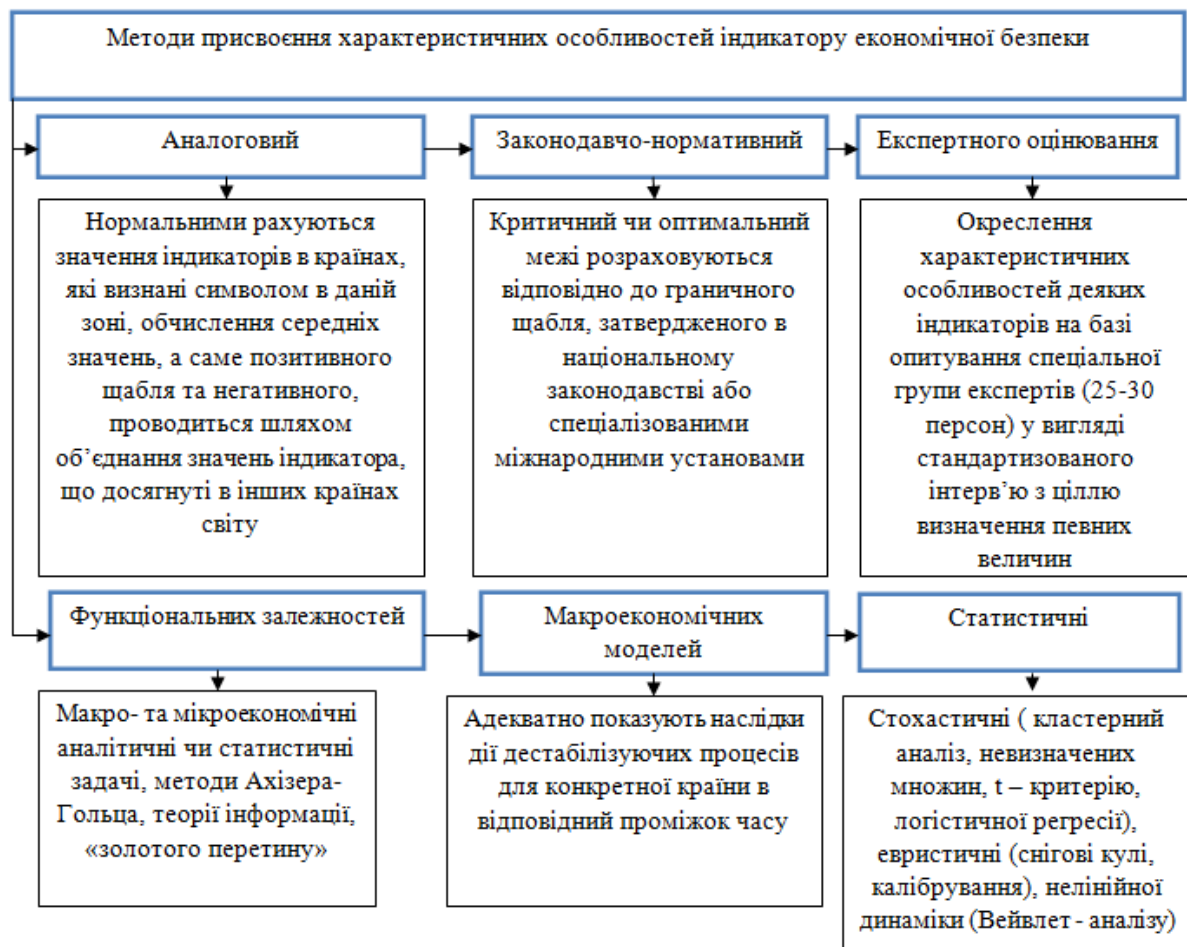 Методи присвоєння характеристичних особливостей індикатору економічної безпеки
Аналоговий
Законодавчо-нормативний
Експертного оцінювання
Нормальними рахуються
значення індикаторів в країнах,
які визнані символом в даній
зоні, обчислення середніх
значень, а саме позитивного
щабля та негативного,
проводиться шляхом
об’єднання значень індикатора,
що досягнуті в інших країнах
світу
Критичний чи оптимальний
межі розраховуються
відповідно до граничного
щабля, затвердженого в
національному
законодавстві або
спеціалізованими
міжнародними установами
Окреслення
характеристичних
особливостей деяких
індикаторів на базі
опитування спеціальної
групи експертів (25-30
персон) у вигляді
стандартизованого
інтерв’ю з ціллю
визначення певних
величин
Функціональних залежностей
Макроекономічних
моделей
Статистичні
Макро- та мікроекономічні
аналітичні чи статистичні
задачі, методи Ахізера-
Гольца, теорії інформації,
«золотого перетину»
Адекватно показують наслідки
дії дестабілізуючих процесів
для конкретної країни в
відповідний проміжок часу
Стохастичні ( кластерний
аналіз, невизначених
множин, t – критерію,
логістичної регресії),
евристичні (снігові кулі,
калібрування), нелінійної
динаміки (Вейвлет - аналізу)